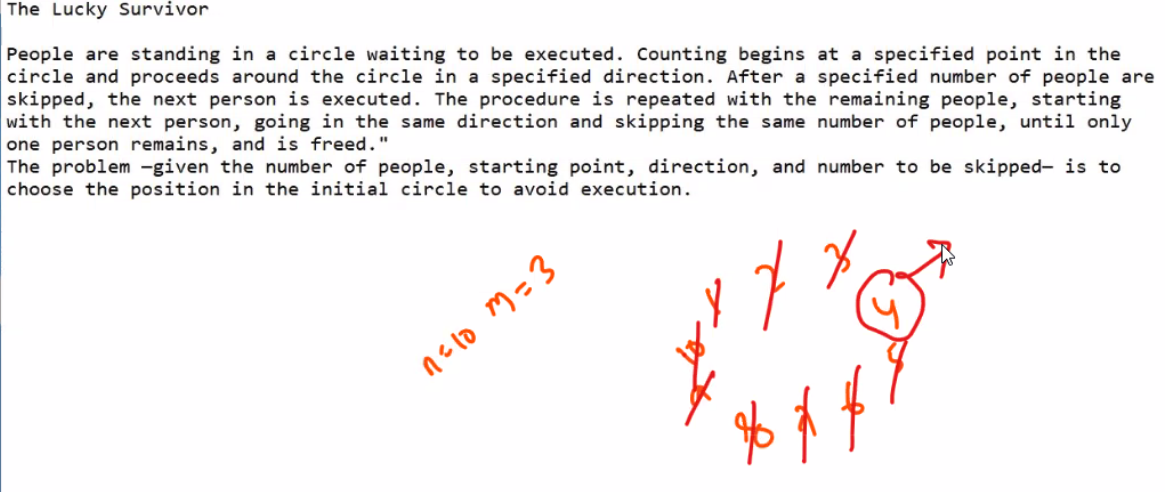 The Lucky Survivor
People are standing in a circle waiting to be executed. Counting begins at a specified point in the
circle and proceeds around the circle in a specified direction. After a specified number of people are
skipped, the next person is executed. The procedure is repeated with the remaining people, starting
with the next person, going in the same direction and skipping the same number of people, until only
one person remains, and is freed."
The problem —given the number of people, starting point, direction, and number to be skipped— is to
choose the position in the initial circle to avoid execution.
n=10 m=3
1 2 3 4
10 5
9 8 7 6